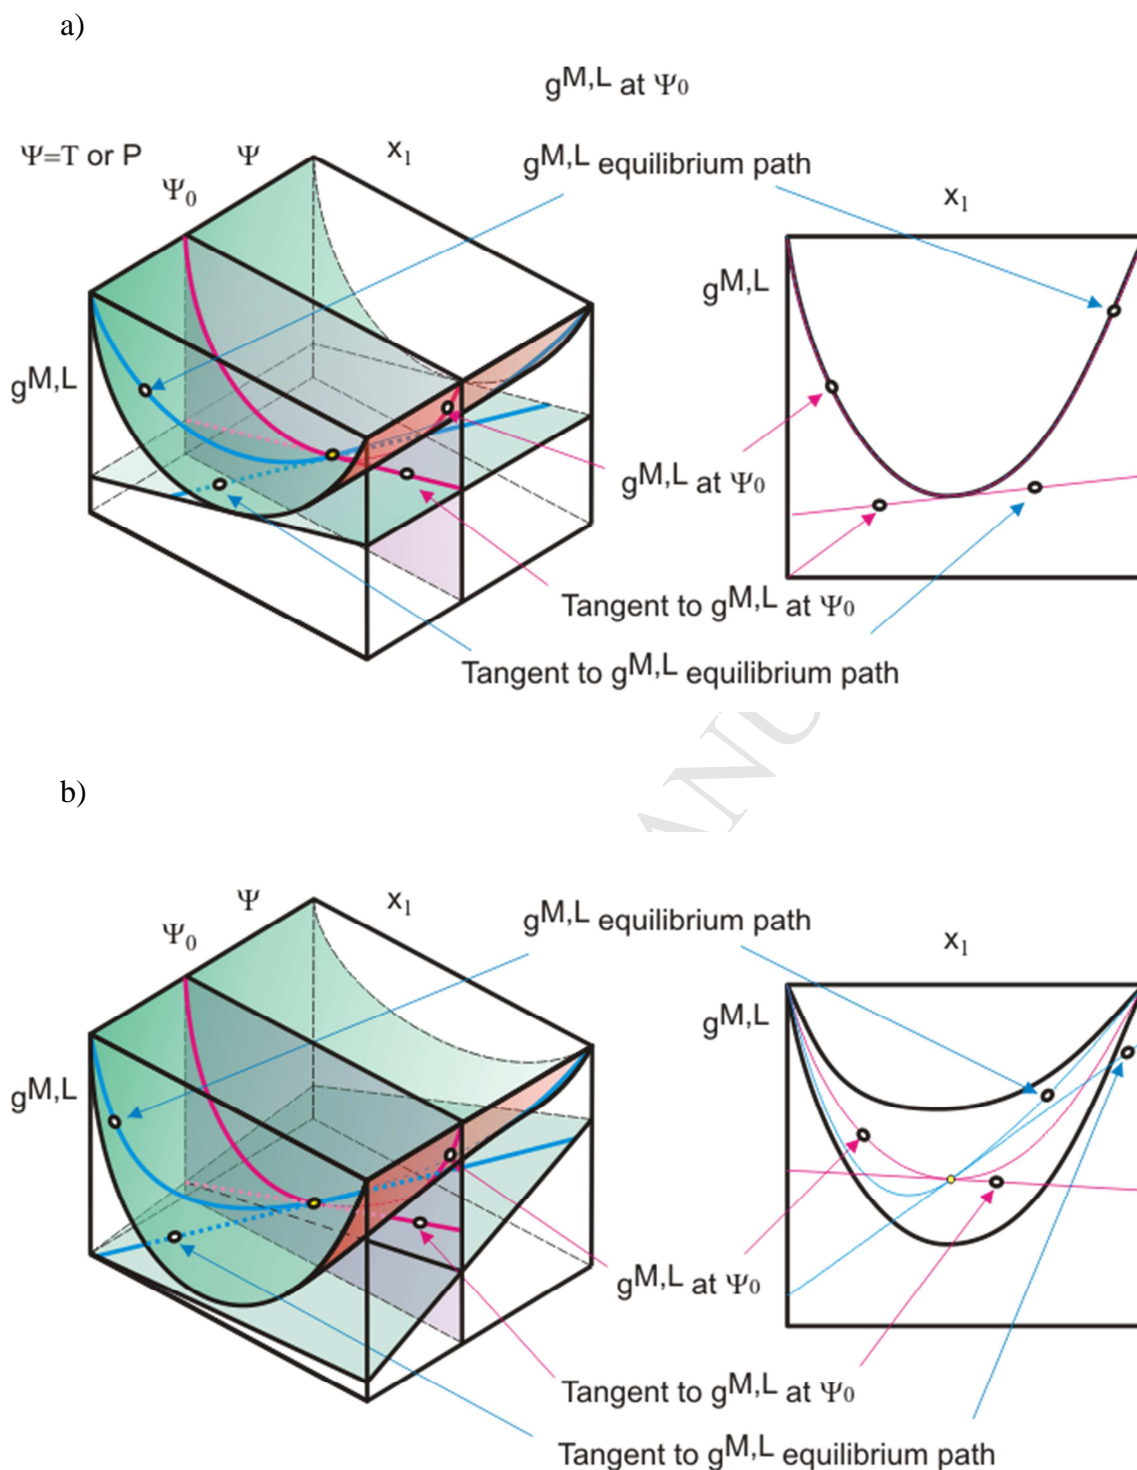 a)
gM,L at Ψ0
Ψ=T or P
Ψ
x1
gM,L equilibrium path
Ψ0
x1
gM,L
gM,L
gM,L at Ψ0
Tangent to gM,L at Ψ0
Tangent to gM,L equilibrium path
ANU
b)
Ψ
x1
gM,L equilibrium path
Ψ0
x1
gM,L
gM,L
gM,L at Ψ0
Tangent to gM,L at Ψ0
Tangent to gM,L equilibrium path